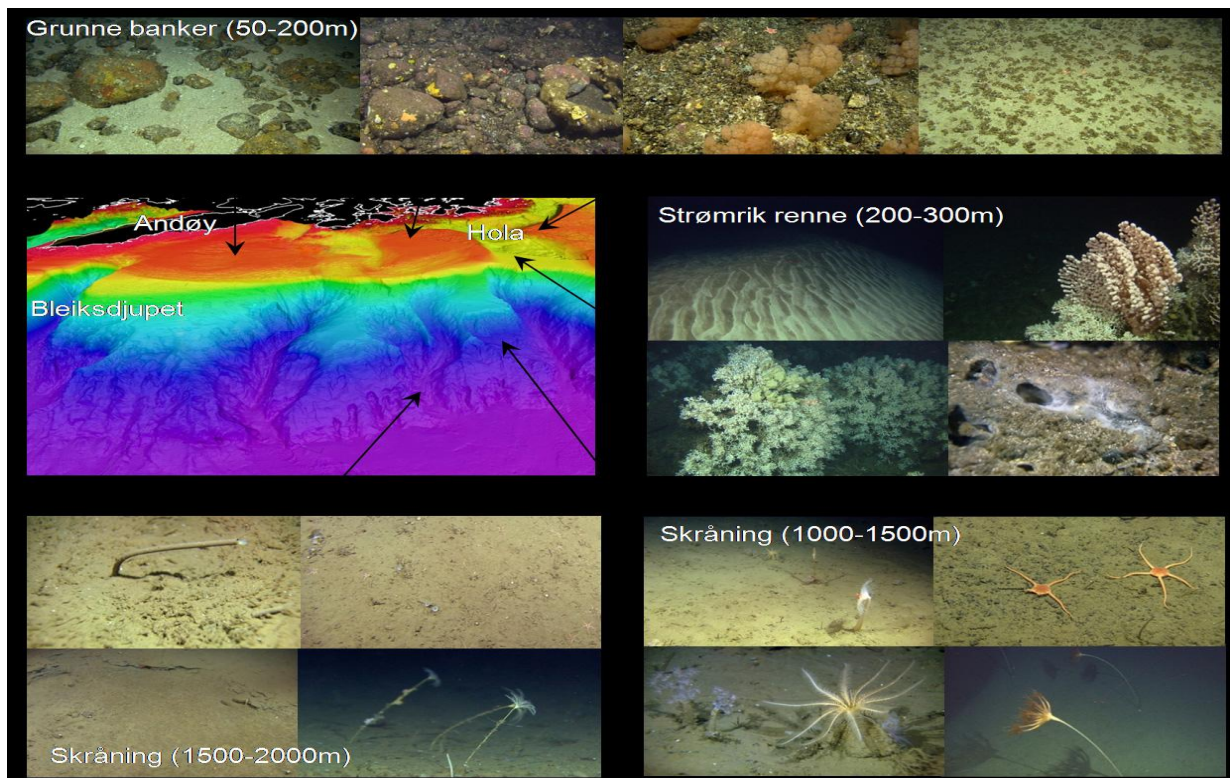 Grunne banker (50-200m)
Andøy
Hola
Bleiksdjupet
Strømrik renne (200-300m)
Skråning (1000-1500m)
Skråning (1500-2000m)